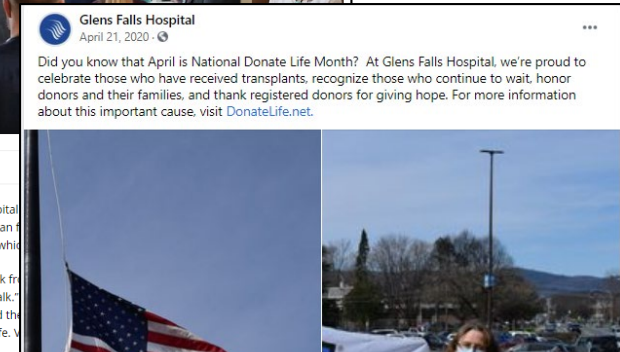 Glens Falls Hospital
April 21, 2020
Did you know that April is National Donate Life Month? At Glens Falls Hospital, we're proud to
celebrate those who have received transplants, recognize those who continue to wait, honor
donors and their families, and thank registered donors for giving hope. For more information
about this important cause, visit DonateLife.net.